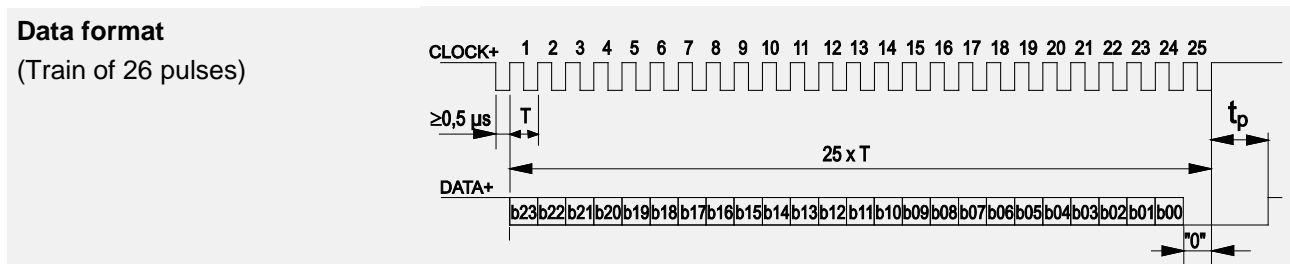 Data format
(Train of 26 pulses)
CLOCK+ 1 2 3 4 5 6 7 8 9 10 11 12 13 14 15 16 17 18 19 20 21 22 23 24 25
≥0,5 µs T tp
25 x T
DATA+
b23 b22 b21 b20 b19 b18 b17 b16 b15 b14 b13 b12 b11 b10 b09 b08 b07 b06 b05 b04 b03 b02 b01 b00
"0"